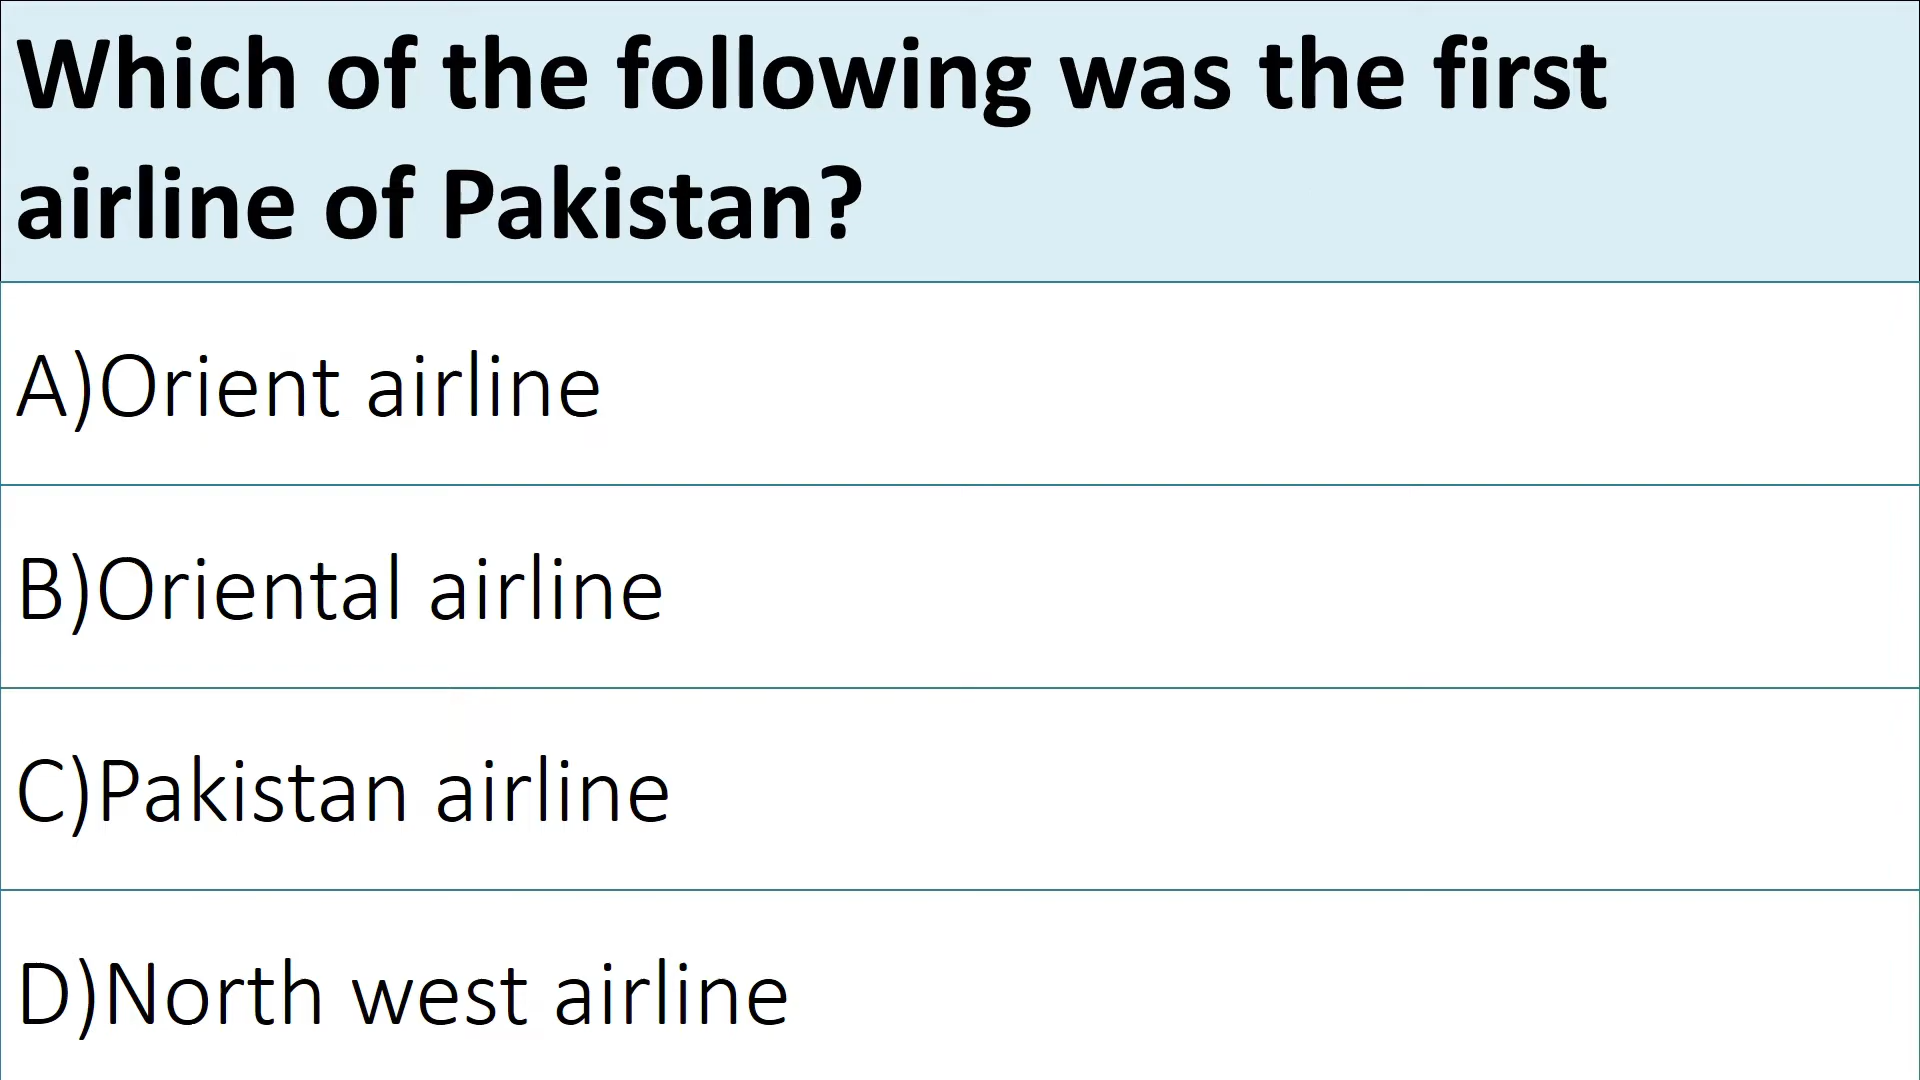 Which of the following was the first
airline of Pakistan?
A)Orient airline
B)Oriental airline
C)Pakistan airline
D)North west airline